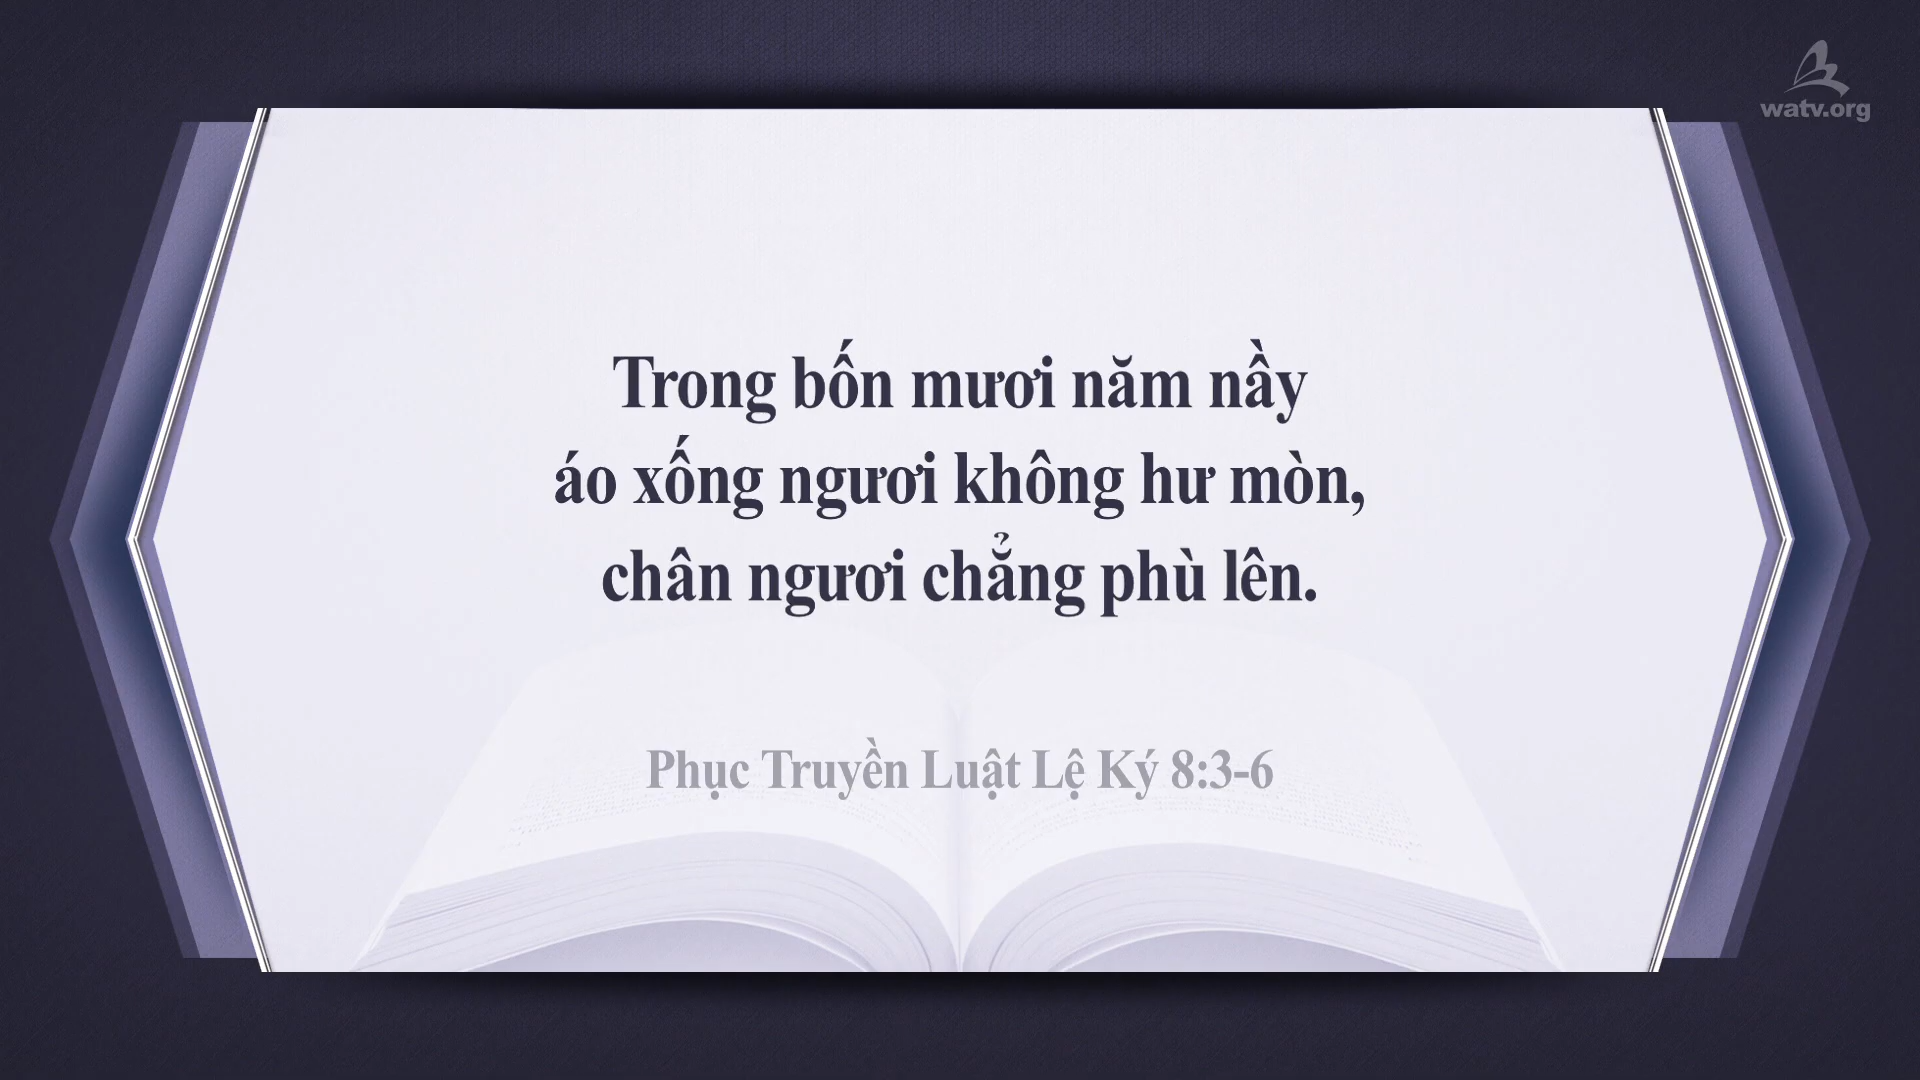 watv.org
Trong bốn mươi năm nầy
áo xống ngươi không hư mòn,
chân ngươi chẳng phù lên.
Phục Truyền Luật Lệ Ký 8:3-6